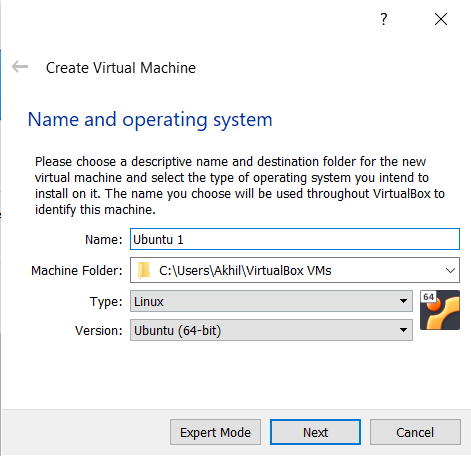 ?
Create Virtual Machine
Name and operating system
Please choose a descriptive name and destination folder for the new
virtual machine and select the type of operating system you intend to
install on it. The name you choose will be used throughout VirtualBox to
identify this machine.
Name: Ubuntu 1
Machine Folder: C:\Users\Akhil\VirtualBox VMs
Type: Linux
64
Version: Ubuntu (64-bit)
Expert Mode Next Cancel